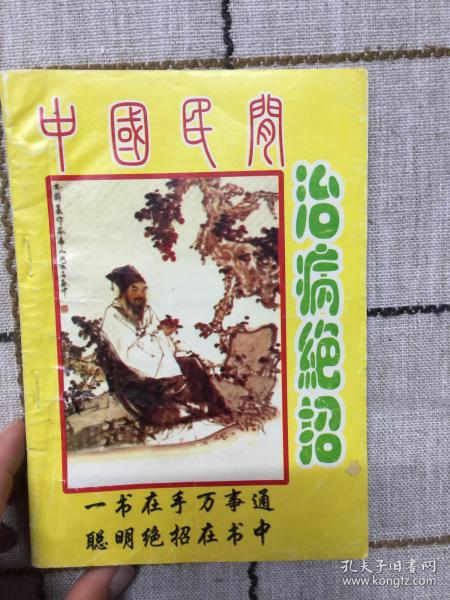 中國民間
治病絕招
一书在手万事通
聪明绝招在书中
孔夫子旧书网
www.kongfz.com